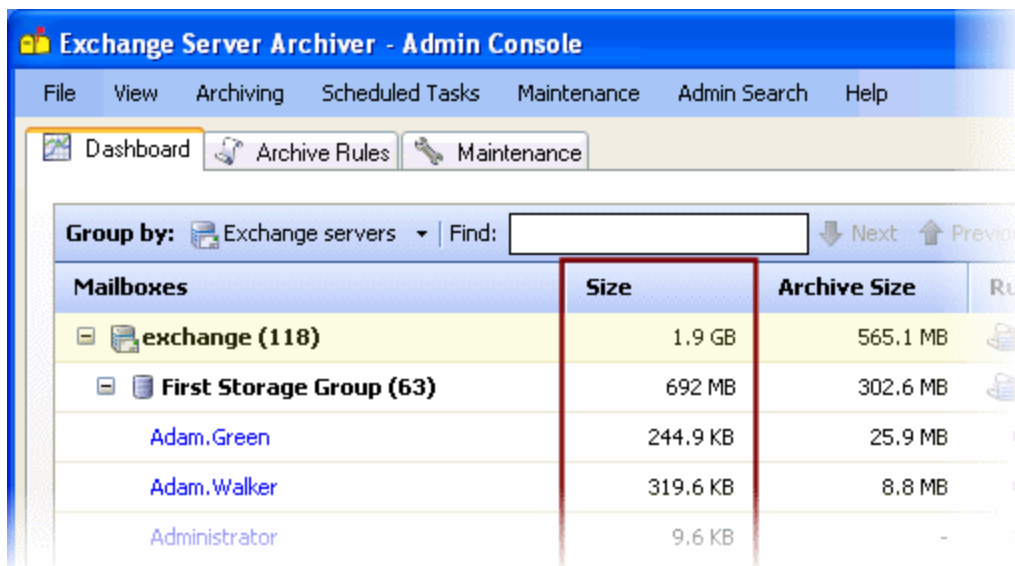 Exchange Server Archiver - Admin Console
File View Archiving Scheduled Tasks Maintenance Admin Search Help
Dashboard Archive Rules Maintenance
Group by: Exchange servers Find: Next
Mailboxes Size Archive Size
exchange (118) 1.9 GB 565.1 MB
First Storage Group (63) 692 MB 302.6 MB
Adam.Green 244.9 KB 25.9 MB
Adam.Walker 319.6 KB 8.8 MB
Administrator 9.6 KB -